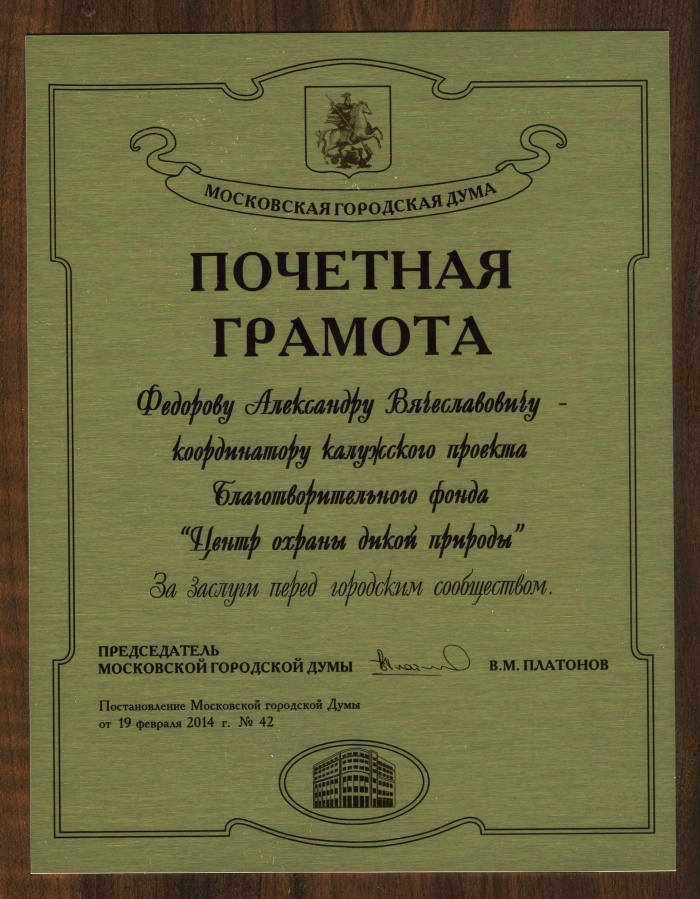 МОСКОВСКАЯ ГОРОДСКАЯ ДУМА
ПОЧЕТНАЯ
ГРАМОТА
Федорову Александру Вячеславовичу -
координатору калужского проекта
Благотворительного фонда
“Центр охраны дикой природы”
За заслуги перед городским сообществом.
ПРЕДСЕДАТЕЛЬ
МОСКОВСКОЙ ГОРОДСКОЙ ДУМЫ В.М. ПЛАТОНОВ
Постановление Московской городской Думы
от 19 февраля 2014 г. № 42